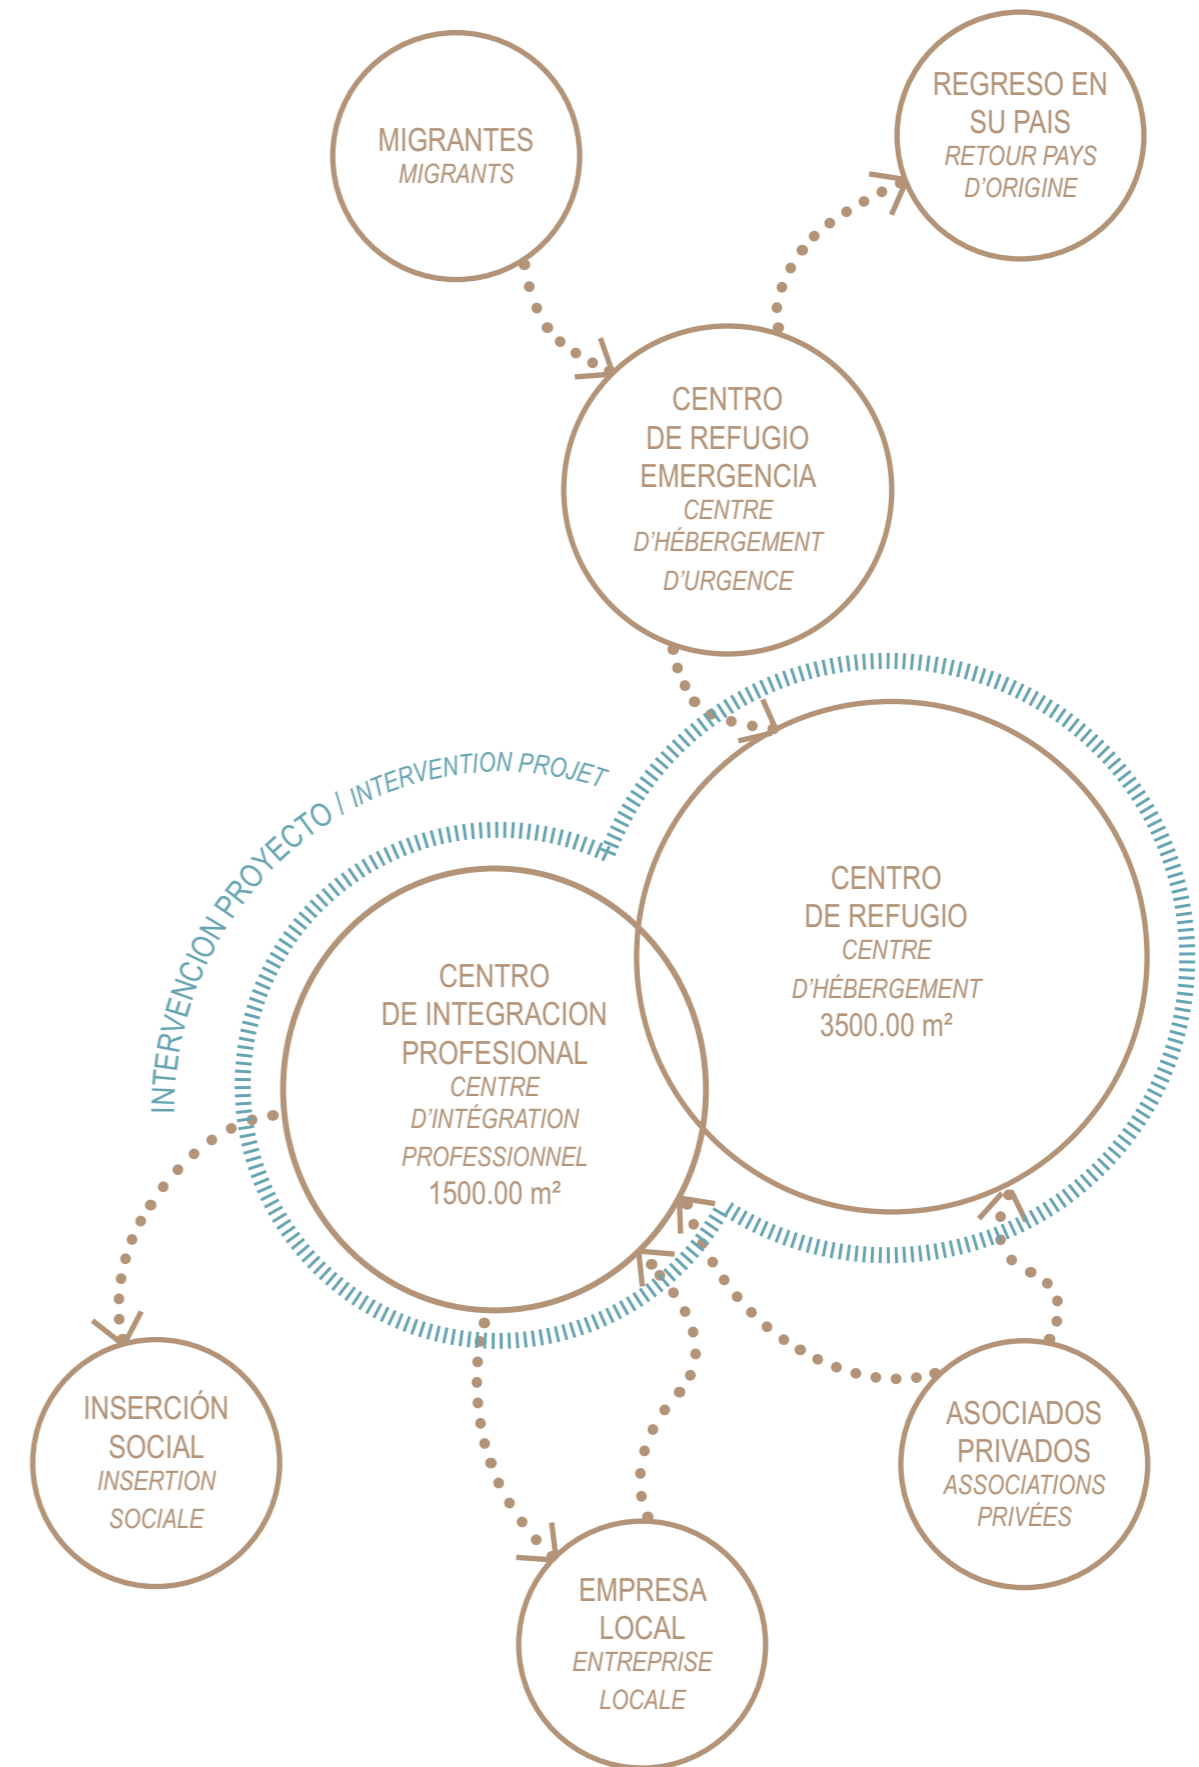 MIGRANTES
MIGRANTS
REGRESO EN
SU PAIS
RETOUR PAYS
D'ORIGINE
CENTRO
DE REFUGIO
EMERGENCIA
CENTRE
D'HÉBERGEMENT
D'URGENCE
INTERVENCION PROYECTO / INTERVENTION PROJET
CENTRO
DE REFUGIO
CENTRE
D'HÉBERGEMENT
3500.00 m²
CENTRO
DE INTEGRACION
PROFESIONAL
CENTRE
D'INTÉGRATION
PROFESSIONNEL
1500.00 m²
INSERCIÓN
SOCIAL
INSERTION
SOCIALE
ASOCIADOS
PRIVADOS
ASSOCIATIONS
PRIVÉES
EMPRESA
LOCAL
ENTREPRISE
LOCALE